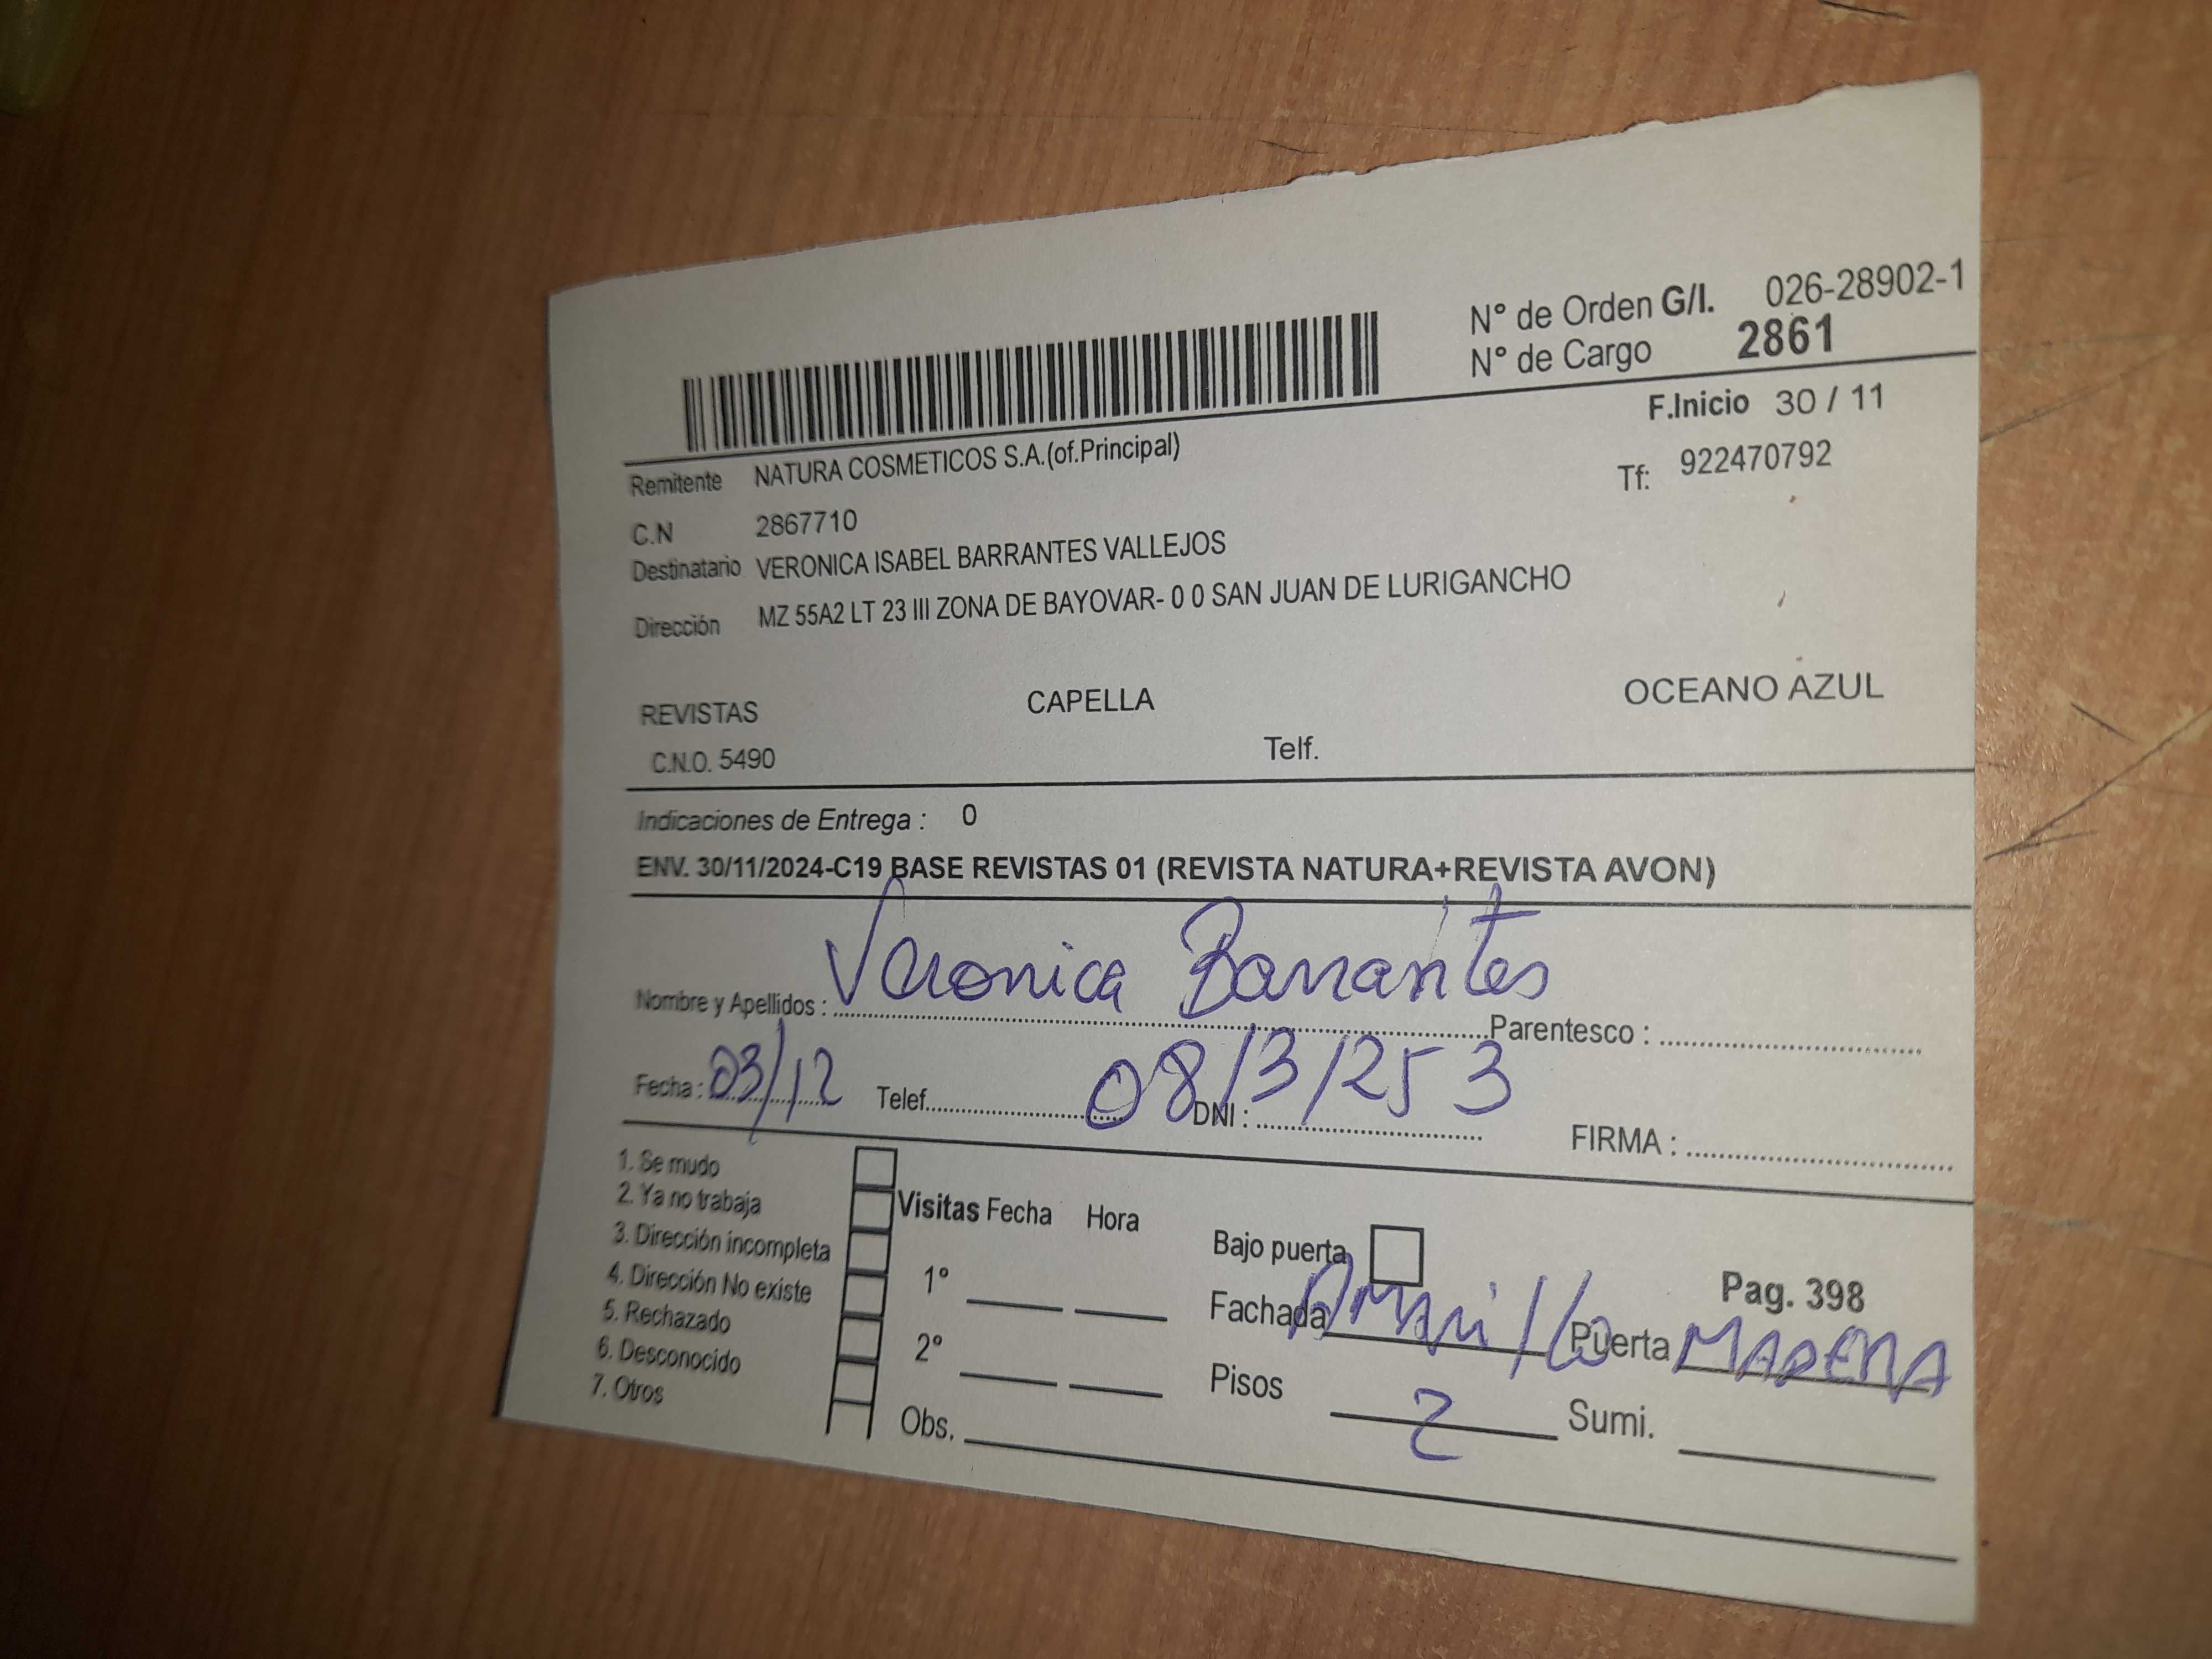 N° de Orden G/I. 026-28902-1
N° de Cargo 2861
F.Inicio 30 / 11
Remitente NATURA COSMETICOS S.A.(of.Principal)
Tf: 922470792
C.N 2867710
Destinatario VERONICA ISABEL BARRANTES VALLEJOS
Dirección MZ 55A2 LT 23 III ZONA DE BAYOVAR- 0 0 SAN JUAN DE LURIGANCHO
REVISTAS CAPELLA OCEANO AZUL
C.N.O. 5490 Telf.
Indicaciones de Entrega : 0
ENV. 30/11/2024-C19 BASE REVISTAS 01 (REVISTA NATURA+REVISTA AVON)
Nombre y Apellidos : Veronica Barrantes Parentesco :
Fecha : 03/12 Telef. DNI : 08/3/253 FIRMA :
1. Se mudo
2. Ya no trabaja
3. Dirección incompleta
4. Dirección No existe
5. Rechazado
6. Desconocido
7. Otros
Visitas Fecha Hora
1°
2°
Obs.
Bajo puerta
Pag. 398
Fachada Amarillo Puerta MADERA
Pisos 2 Sumi.